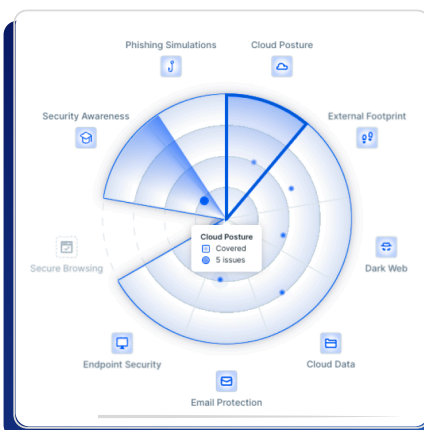 Phishing Simulations
Cloud Posture
Security Awareness
External Footprint
Cloud Posture
Covered
5 issues
Secure Browsing
Dark Web
Endpoint Security
Cloud Data
Email Protection